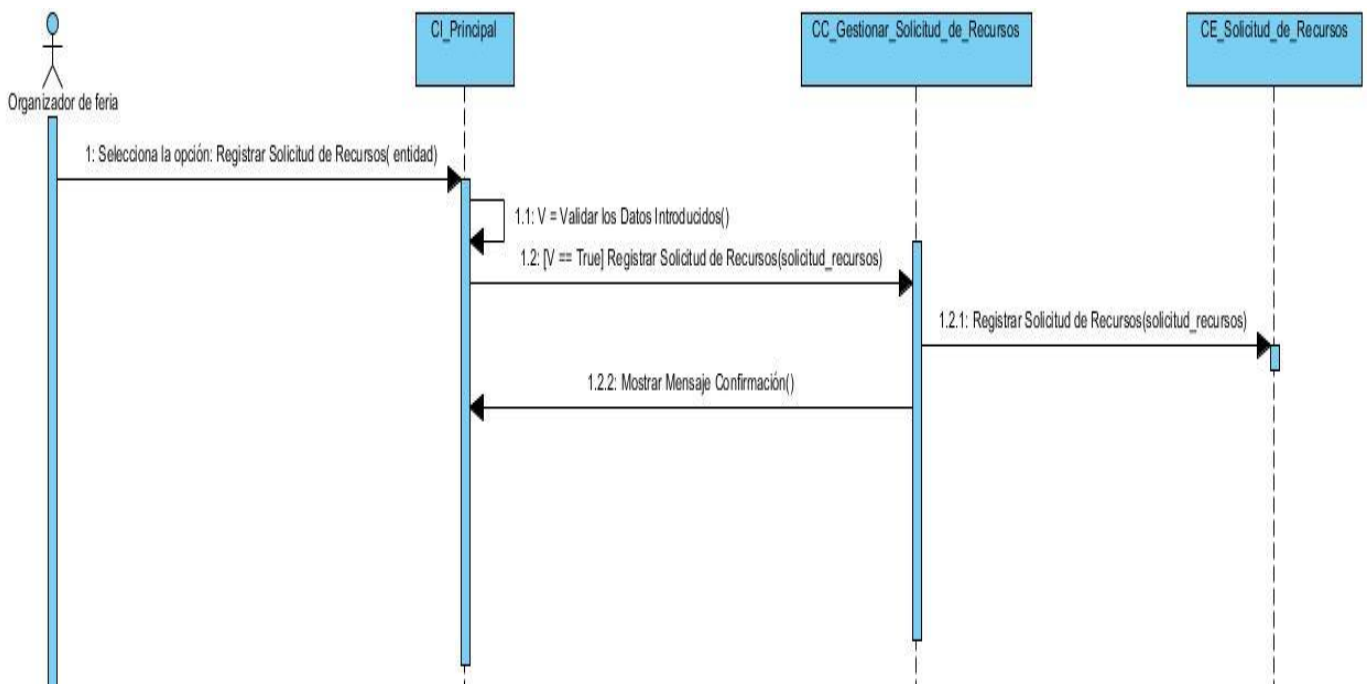 CI_Principal
CC_Gestionar_Solicitud_de_Recursos
CE_Solicitud_de_Recursos
Organizador de feria
1: Selecciona la opción: Registrar Solicitud de Recursos( entidad)
1.1: V = Validar los Datos Introducidos()
1.2: [V == True] Registrar Solicitud de Recursos(solicitud_recursos)
1.2.1: Registrar Solicitud de Recursos(solicitud_recursos)
1.2.2: Mostrar Mensaje Confirmación()